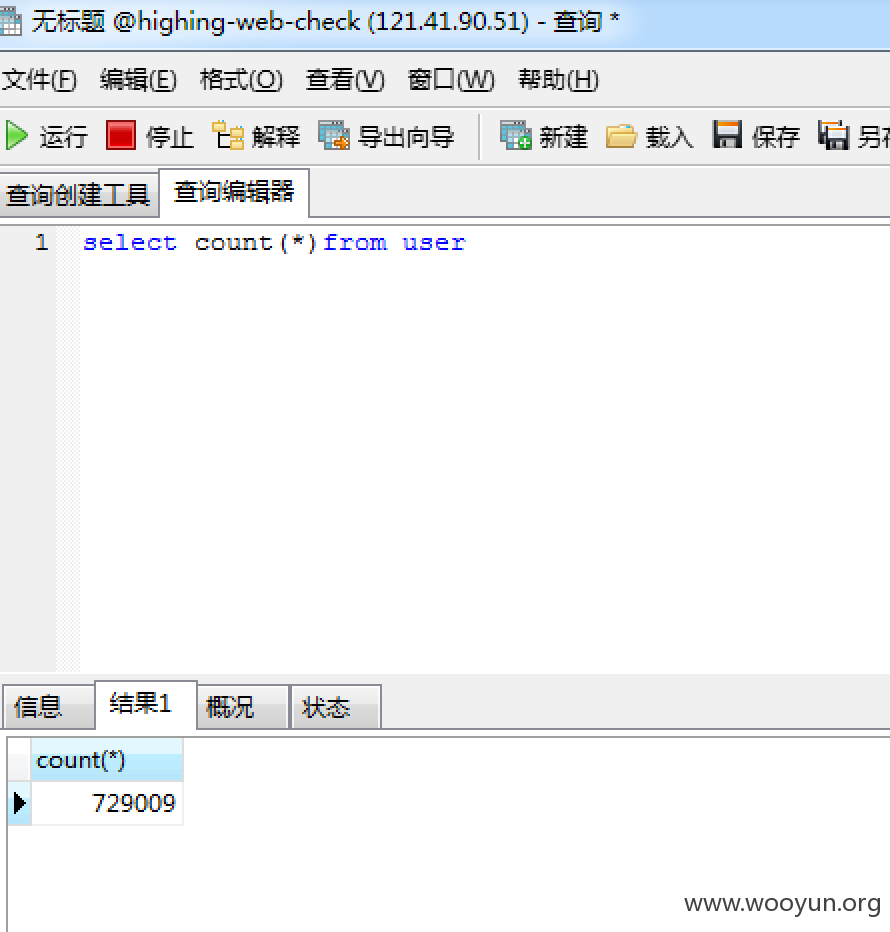 无标题 @highing-web-check (121.41.90.51) - 查询 *
文件(F) 编辑(E) 格式(O) 查看(V) 窗口(W) 帮助(H)
运行 停止 解释 导出向导 新建 载入 保存 另存
查询创建工具 查询编辑器
1 select count(*)from user
信息 结果1 概况 状态
count(*)
729009
www.wooyun.org